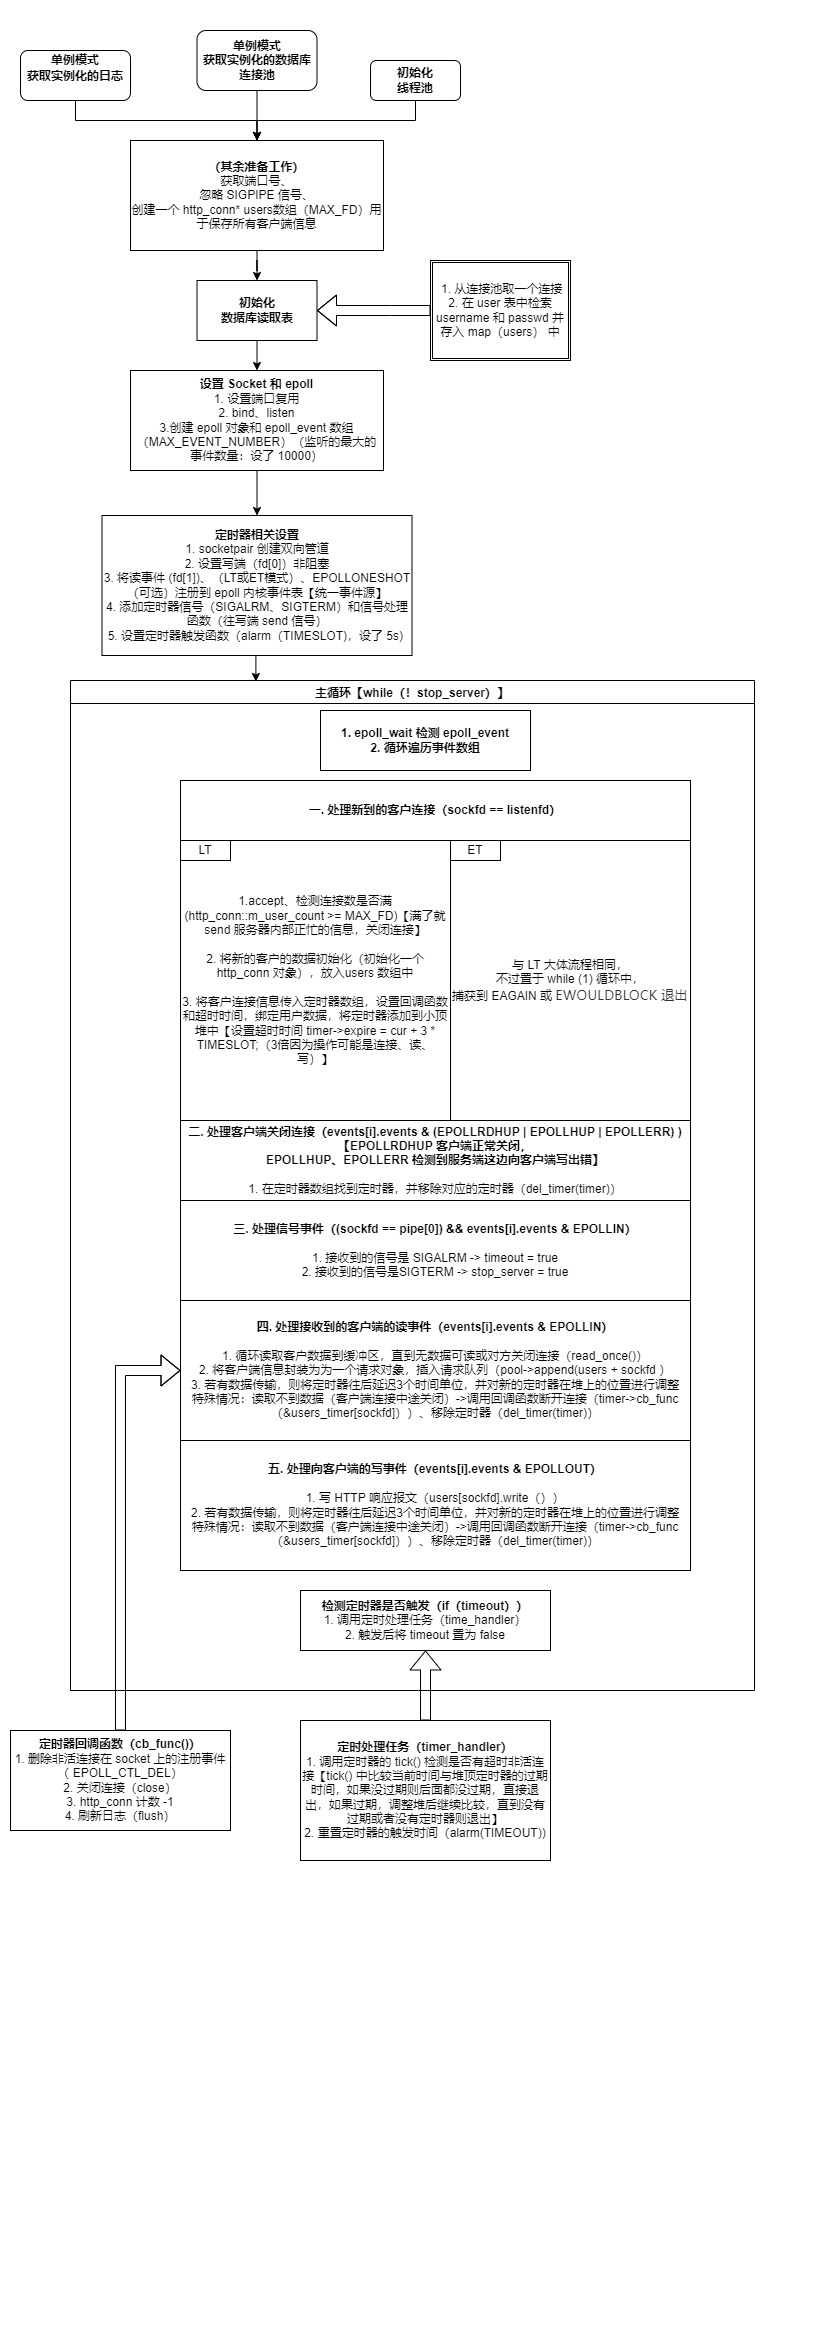 单例模式
获取实例化的日志
单例模式
获取实例化的数据库
连接池
初始化
线程池
（其余准备工作）
获取端口号、
忽略 SIGPIPE 信号、
创建一个 http_conn* users数组（MAX_FD）用
于保存所有客户端信息
初始化
数据库读取表
1. 从连接池取一个连接
2. 在 user 表中检索
username 和 passwd 并
存入 map（users） 中
设置 Socket 和 epoll
1. 设置端口复用
2. bind、listen
3.创建 epoll 对象和 epoll_event 数组
（MAX_EVENT_NUMBER）（监听的最大的
事件数量：设了 10000）
定时器相关设置
1. socketpair 创建双向管道
2. 设置写端（fd[0]）非阻塞
3. 将读事件 (fd[1])、（LT或ET模式）、EPOLLONESHOT
（可选）注册到 epoll 内核事件表【统一事件源】
4. 添加定时器信号（SIGALRM、SIGTERM）和信号处理
函数（往写端 send 信号）
5. 设置定时器触发函数（alarm（TIMESLOT)，设了 5s）
主循环【while（！stop_server）】
1. epoll_wait 检测 epoll_event
2. 循环遍历事件数组
一. 处理新到的客户连接（sockfd == listenfd）
LT
1.accept、检测连接数是否满
(http_conn::m_user_count >= MAX_FD)【满了就
send 服务器内部正忙的信息，关闭连接】
2. 将新的客户的数据初始化（初始化一个
http_conn 对象），放入users 数组中
3. 将客户连接信息传入定时器数组，设置回调函数
和超时时间，绑定用户数据，将定时器添加到小顶
堆中【设置超时时间 timer->expire = cur + 3 *
TIMESLOT;（3倍因为操作可能是连接、读、
写）】
ET
与 LT 大体流程相同，
不过置于 while (1) 循环中，
捕获到 EAGAIN 或 EWOULDBLOCK 退出
二. 处理客户端关闭连接（events[i].events & (EPOLLRDHUP | EPOLLHUP | EPOLLERR) )
【EPOLLRDHUP 客户端正常关闭，
EPOLLHUP、EPOLLERR 检测到服务端这边向客户端写出错】
1. 在定时器数组找到定时器，并移除对应的定时器（del_timer(timer)）
三. 处理信号事件（(sockfd == pipe[0]) && events[i].events & EPOLLIN）
1. 接收到的信号是 SIGALRM -> timeout = true
2. 接收到的信号是SIGTERM -> stop_server = true
四. 处理接收到的客户端的读事件（events[i].events & EPOLLIN）
1. 循环读取客户数据到缓冲区，直到无数据可读或对方关闭连接（read_once()）
2. 将客户端信息封装为为一个请求对象，插入请求队列（pool->append(users + sockfd ）
3. 若有数据传输，则将定时器往后延迟3个时间单位，并对新的定时器在堆上的位置进行调整
特殊情况：读取不到数据（客户端连接中途关闭）->调用回调函数断开连接（timer->cb_func
（&users_timer[sockfd]））、移除定时器（del_timer(timer)）
五. 处理向客户端的写事件（events[i].events & EPOLLOUT）
1. 写 HTTP 响应报文（users[sockfd].write（））
2. 若有数据传输，则将定时器往后延迟3个时间单位，并对新的定时器在堆上的位置进行调整
特殊情况：读取不到数据（客户端连接中途关闭）->调用回调函数断开连接（timer->cb_func
（&users_timer[sockfd]））、移除定时器（del_timer(timer)）
检测定时器是否触发（if（timeout））
1. 调用定时处理任务（time_handler）
2. 触发后将 timeout 置为 false
定时器回调函数（cb_func()）
1. 删除非活连接在 socket 上的注册事件
（ EPOLL_CTL_DEL）
2. 关闭连接（close）
3. http_conn 计数 -1
4. 刷新日志（flush）
定时处理任务（timer_handler）
1. 调用定时器的 tick() 检测是否有超时非活连
接【tick() 中比较当前时间与堆顶定时器的过期
时间，如果没过期则后面都没过期，直接退
出，如果过期，调整堆后继续比较，直到没有
过期或者没有定时器则退出】
2. 重置定时器的触发时间（alarm(TIMEOUT))